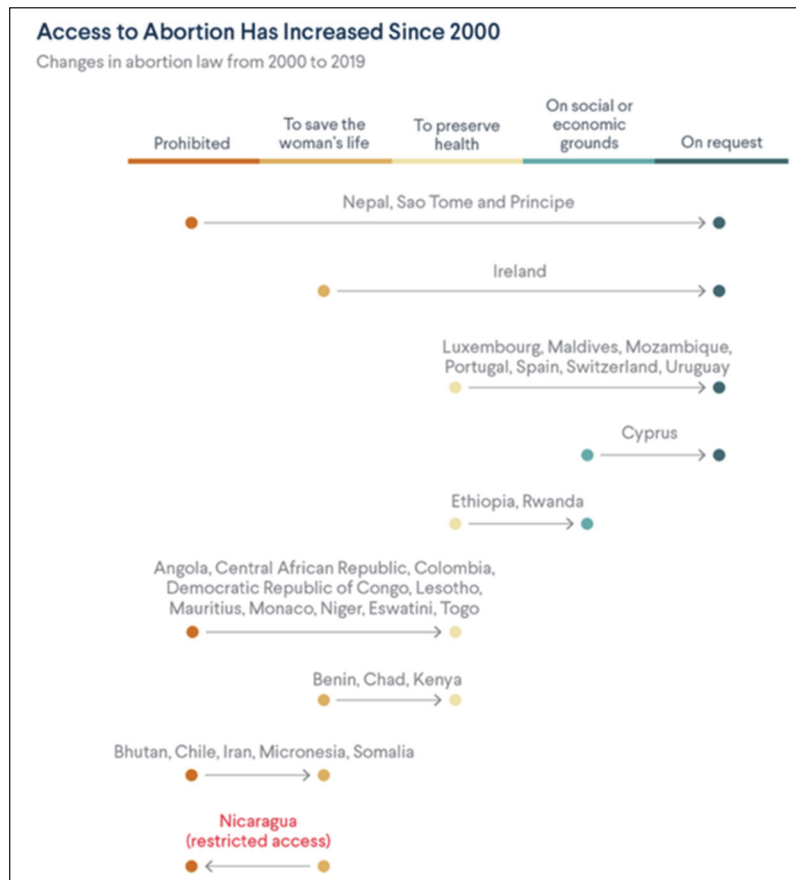 Access to Abortion Has Increased Since 2000
Changes in abortion law from 2000 to 2019
Prohibited
To save the
woman's life
To preserve
health
On social or
economic
grounds
On request
Nepal, Sao Tome and Principe
Ireland
Luxembourg, Maldives, Mozambique,
Portugal, Spain, Switzerland, Uruguay
Cyprus
Ethiopia, Rwanda
Angola, Central African Republic, Colombia,
Democratic Republic of Congo, Lesotho,
Mauritius, Monaco, Niger, Eswatini, Togo
Benin, Chad, Kenya
Bhutan, Chile, Iran, Micronesia, Somalia
Nicaragua
(restricted access)